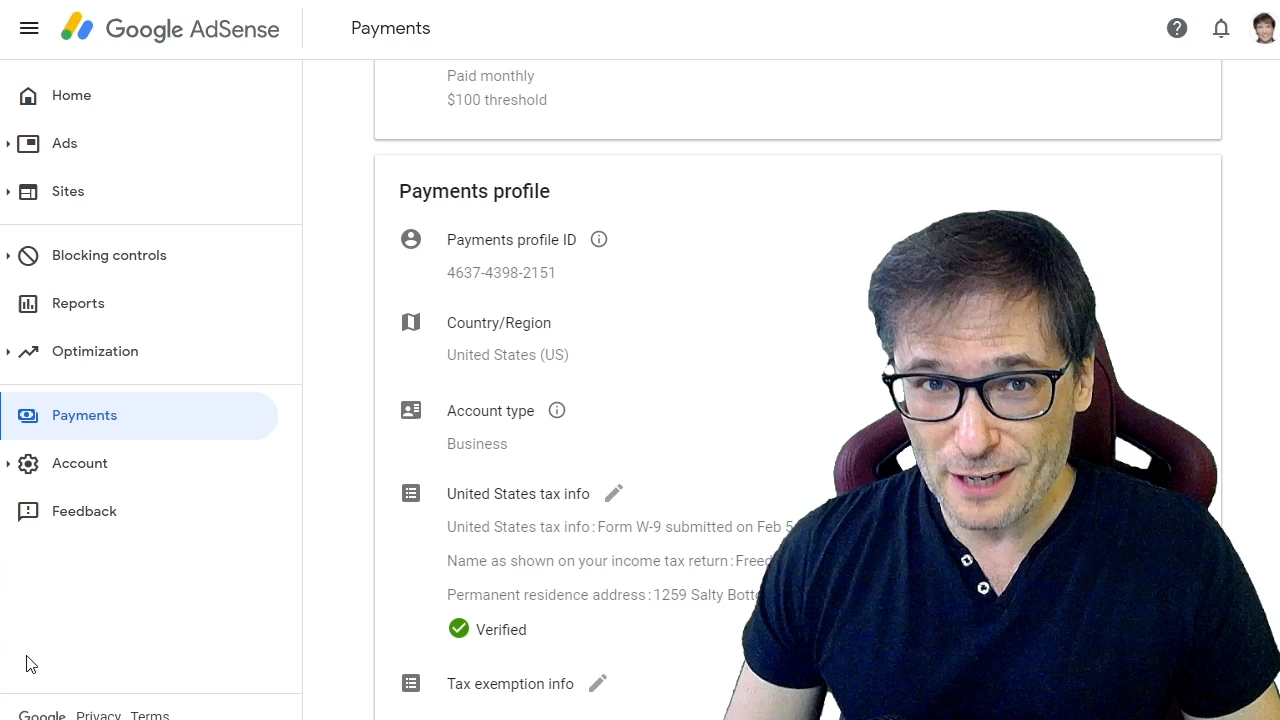 Google AdSense
Payments
Home
Ads
Sites
Blocking controls
Reports
Optimization
Payments
Account
Feedback
Google Privacy Terms
Paid monthly
$100 threshold
Payments profile
Payments profile ID
4637-4398-2151
Country/Region
United States (US)
Account type
Business
United States tax info
United States tax info: Form W-9 submitted on Feb 5
Name as shown on your income tax return: Freed
Permanent residence address: 1259 Salty
Verified
Tax exemption info